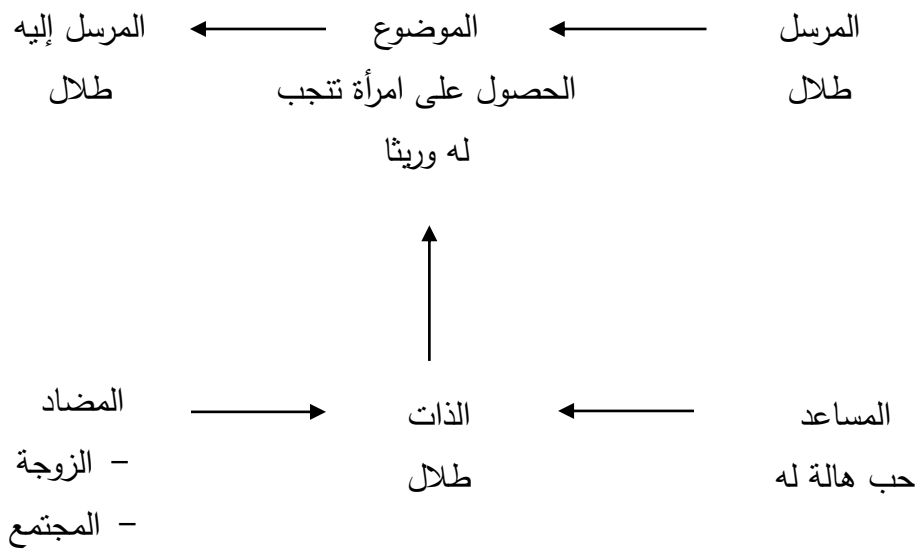 المرسل
الموضوع
المرسل إليه
طلال
الحصول على امرأة تنجب
طلال
له وريثا
المساعد
الذات
المضاد
حب هالة له
طلال
– الزوجة
– المجتمع